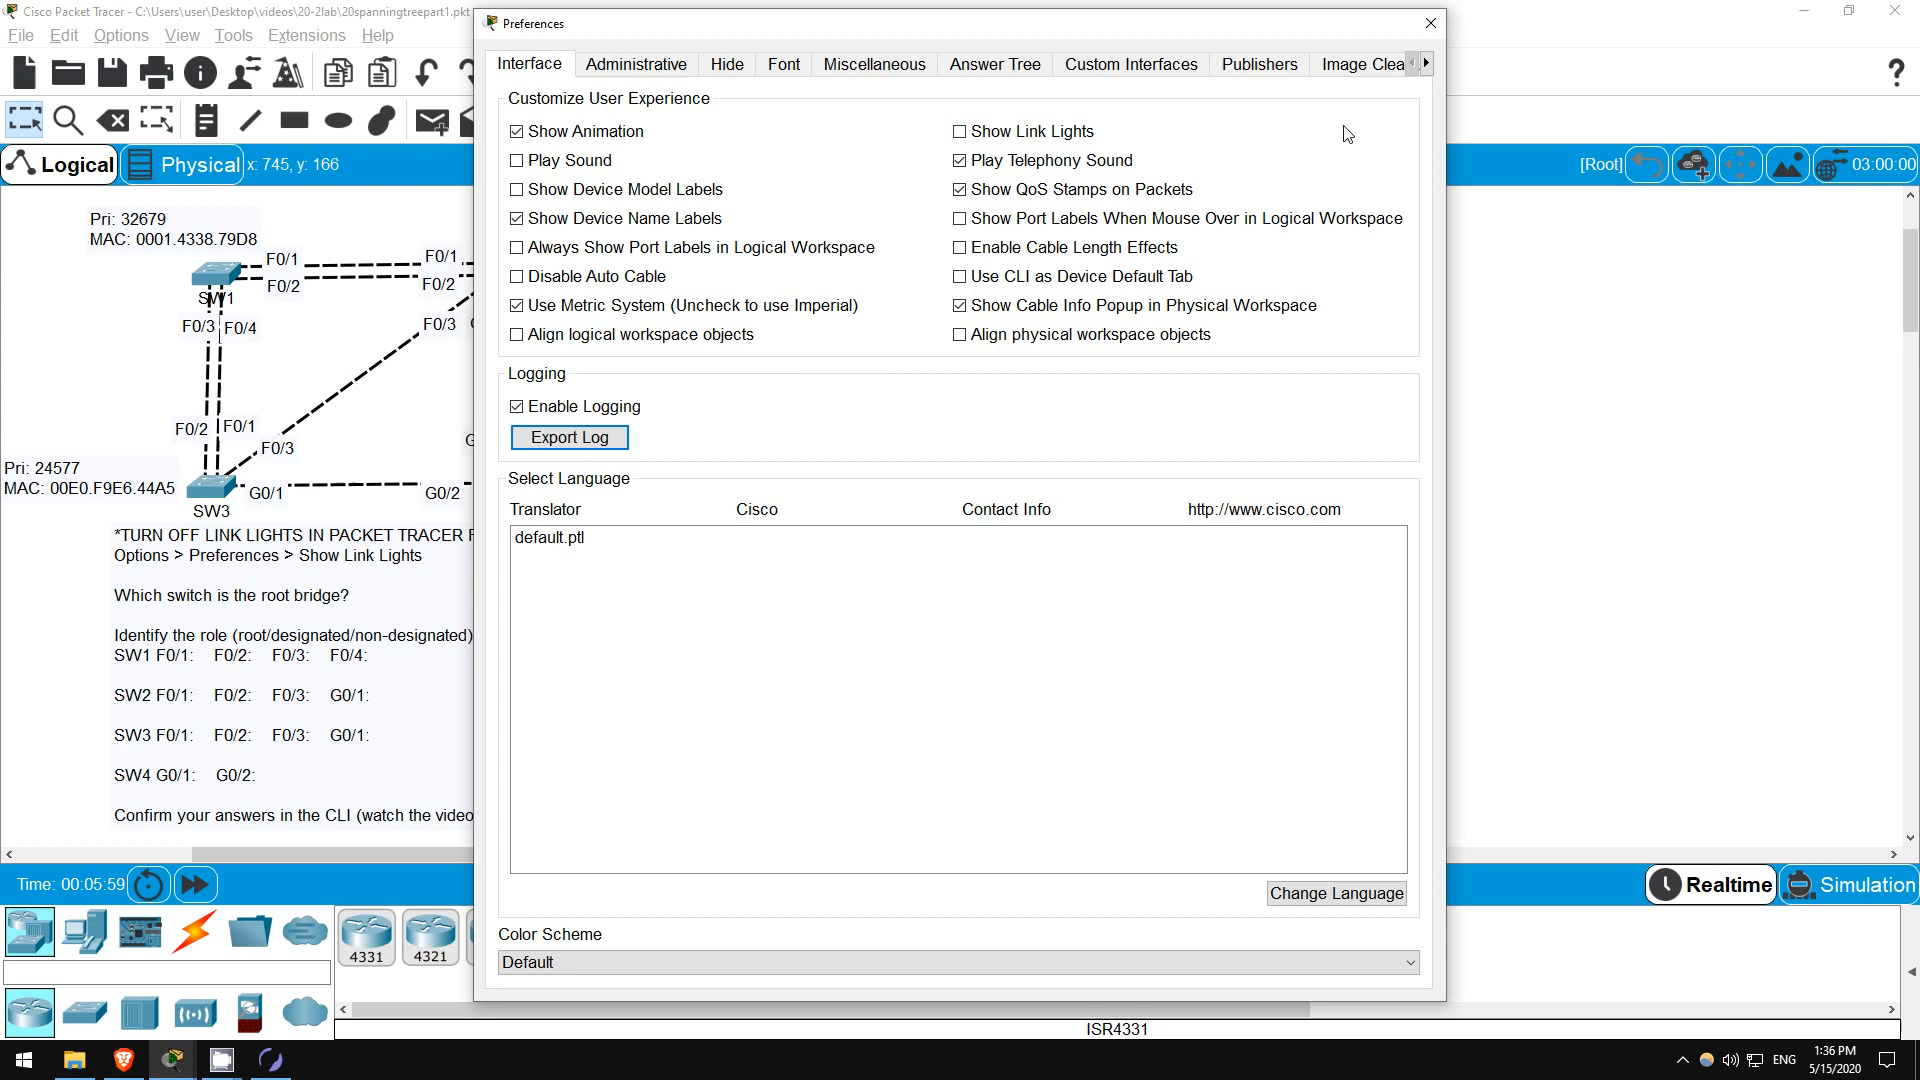 Cisco Packet Tracer - C:\Users\user\Desktop\videos\20-2lab\20spanningtreepart1.pkt
File Edit Options View Tools Extensions Help
Logical
Physical
x: 745, y: 166
[Root]
03:00:00
Pri: 32679
MAC: 0001.4338.79D8
F0/1
F0/1
F0/2
F0/2
SW1
F0/3
F0/4
F0/3
F0/2
F0/1
F0/3
Pri: 24577
MAC: 00E0.F9E6.44A5
G0/1
G0/2
SW3
*TURN OFF LINK LIGHTS IN PACKET TRACER
Options > Preferences > Show Link Lights
Which switch is the root bridge?
Identify the role (root/designated/non-designated)
SW1 F0/1: F0/2: F0/3: F0/4:
SW2 F0/1: F0/2: F0/3: G0/1:
SW3 F0/1: F0/2: F0/3: G0/1:
SW4 G0/1: G0/2:
Confirm your answers in the CLI (watch the video
Preferences
Interface Administrative Hide Font Miscellaneous Answer Tree Custom Interfaces Publishers Image Clea
Customize User Experience
Show Animation
Show Link Lights
Play Sound
Play Telephony Sound
Show Device Model Labels
Show QoS Stamps on Packets
Show Device Name Labels
Show Port Labels When Mouse Over in Logical Workspace
Always Show Port Labels in Logical Workspace
Enable Cable Length Effects
Disable Auto Cable
Use CLI as Device Default Tab
Use Metric System (Uncheck to use Imperial)
Show Cable Info Popup in Physical Workspace
Align logical workspace objects
Align physical workspace objects
Logging
Enable Logging
Export Log
Select Language
Translator Cisco Contact Info http://www.cisco.com
default.ptl
Change Language
Color Scheme
Default
Time: 00:05:59
Realtime
Simulation
4331
4321
ISR4331
ENG
1:36 PM
5/15/2020